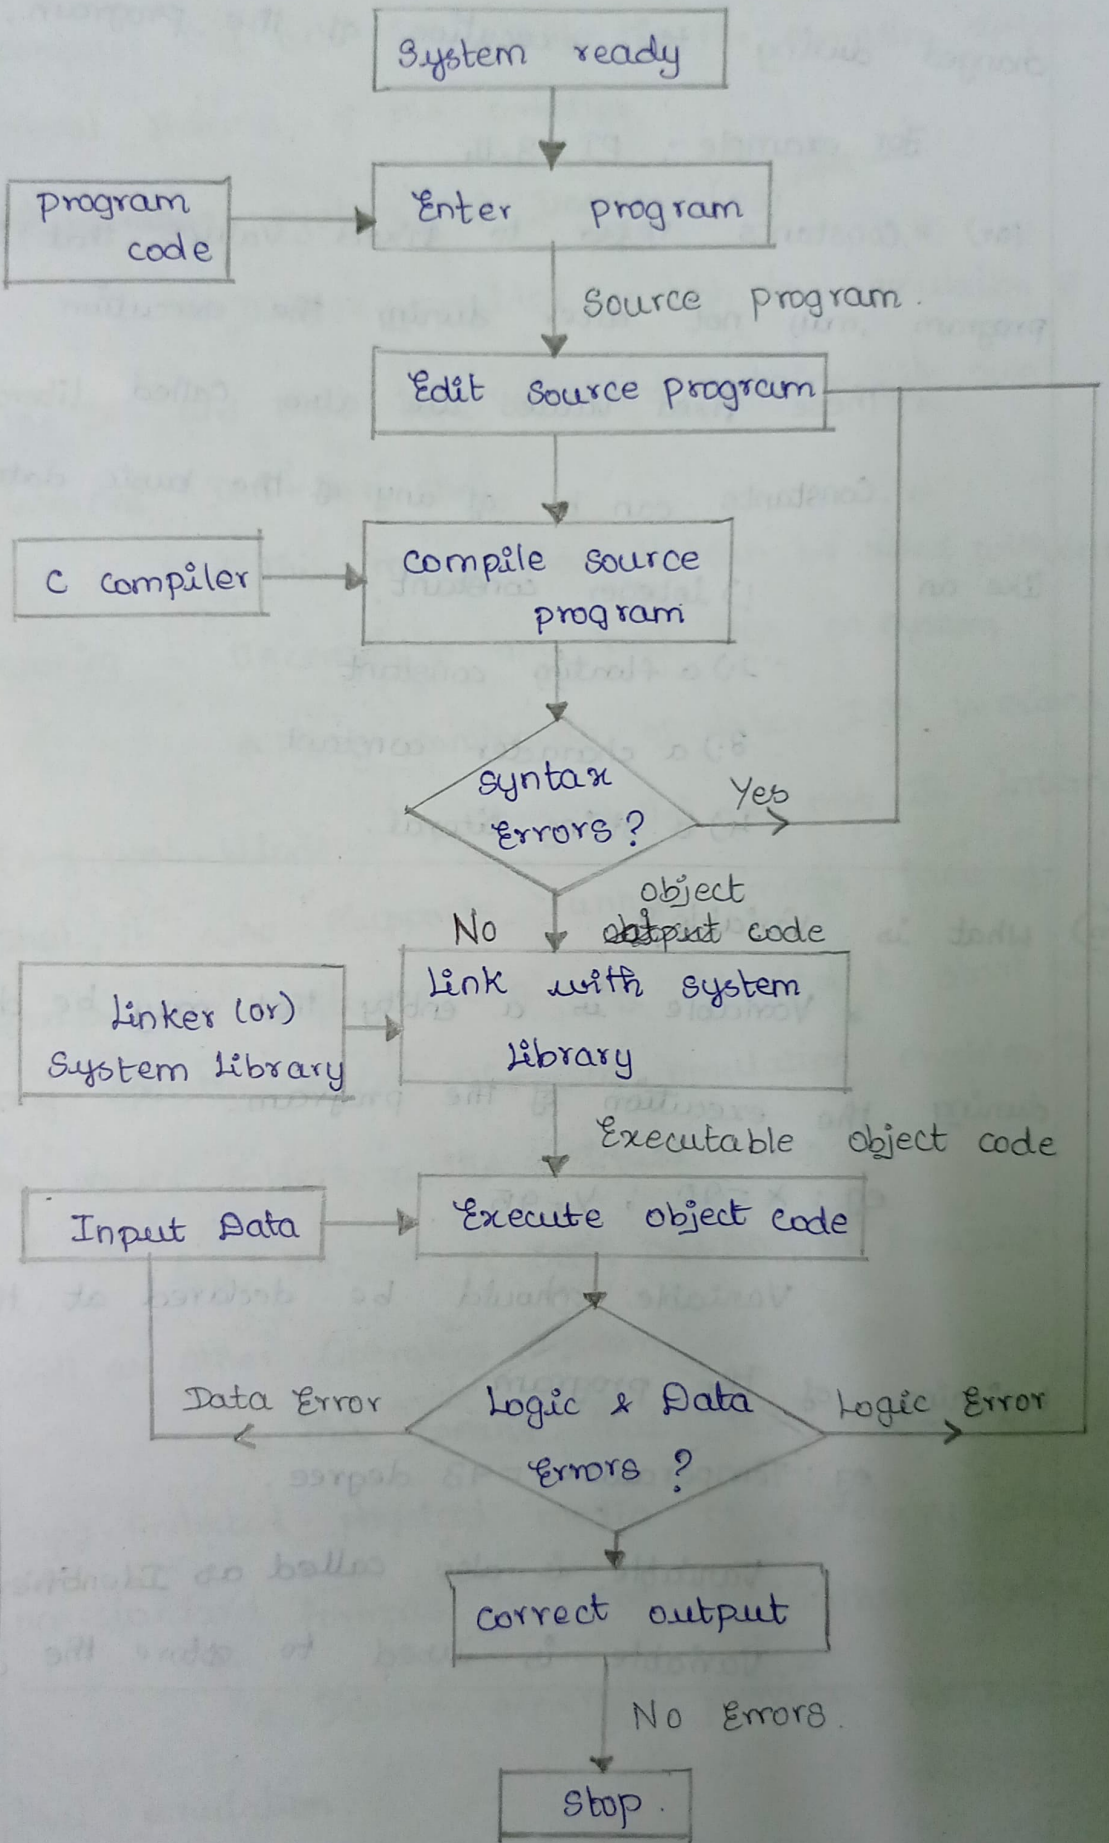 System ready
Program
code
Enter program
Source program.
Edit source program
C compiler
compile source
program
Syntax
Errors?
Yes
No
object
output code
Link with system
Library
Linker (or)
System Library
Executable object code
Input Data
Execute object code
Data Error
Logic & Data
Errors?
Logic Error
correct output
No Errors.
Stop.